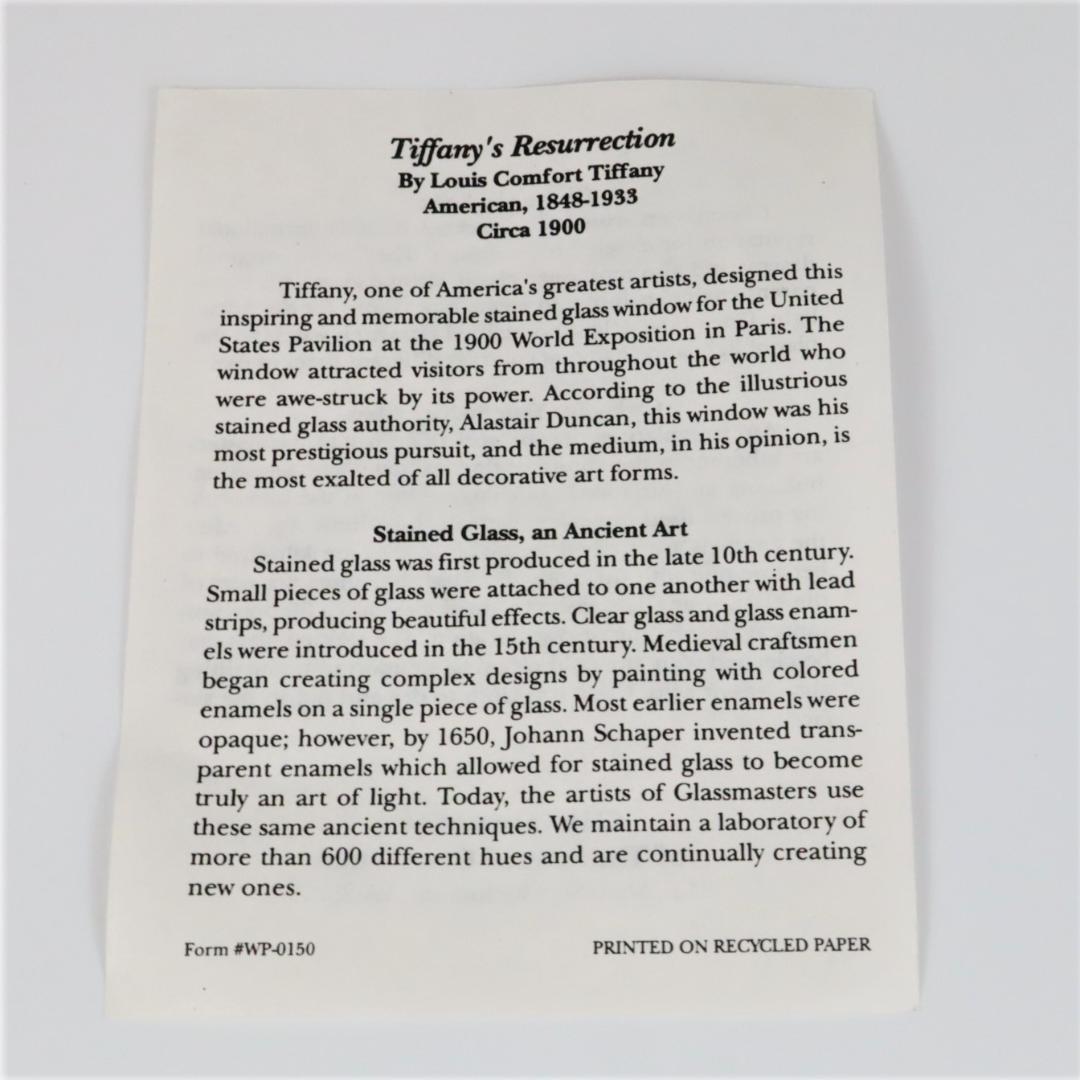 Tiffany's Resurrection
By Louis Comfort Tiffany
American, 1848-1933
Circa 1900
Tiffany, one of America's greatest artists, designed this
inspiring and memorable stained glass window for the United
States Pavilion at the 1900 World Exposition in Paris. The
window attracted visitors from throughout the world who
were awe-struck by its power. According to the illustrious
stained glass authority, Alastair Duncan, this window was his
most prestigious pursuit, and the medium, in his opinion, is
the most exalted of all decorative art forms.
Stained Glass, an Ancient Art
Stained glass was first produced in the late 10th century.
Small pieces of glass were attached to one another with lead
strips, producing beautiful effects. Clear glass and glass enam-
els were introduced in the 15th century. Medieval craftsmen
began creating complex designs by painting with colored
enamels on a single piece of glass. Most earlier enamels were
opaque; however, by 1650, Johann Schaper invented trans-
parent enamels which allowed for stained glass to become
truly an art of light. Today, the artists of Glassmasters use
these same ancient techniques. We maintain a laboratory of
more than 600 different hues and are continually creating
new ones.
Form #WP-0150
PRINTED ON RECYCLED PAPER